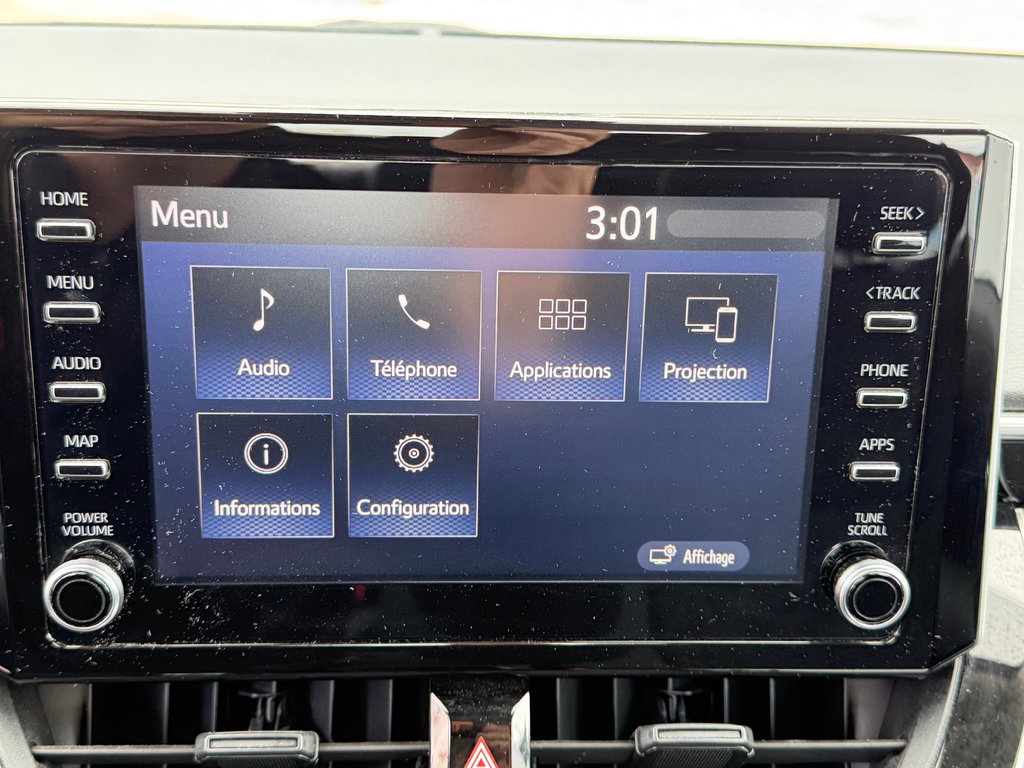 HOME
MENU
AUDIO
MAP
POWER
VOLUME
Menu
3:01
Audio
Téléphone
Applications
Projection
Informations
Configuration
Affichage
SEEK>
<TRACK
PHONE
APPS
TUNE
SCROLL